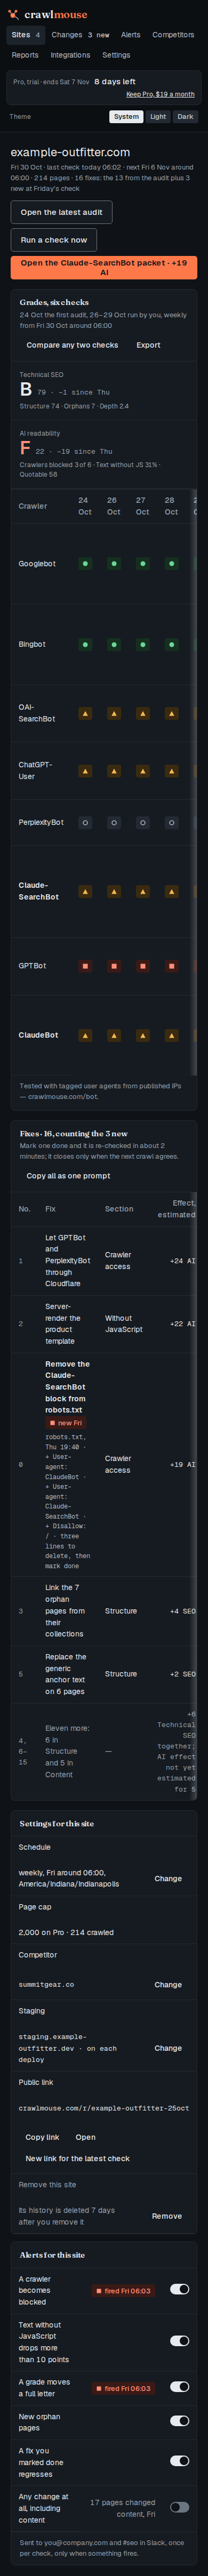 crawlmouse
Sites 4 Changes 3 new Alerts Competitors
Reports Integrations Settings
Pro, trial · ends Sat 7 Nov 8 days left
Keep Pro, $19 a month
Theme System Light Dark
example-outfitter.com
Fri 30 Oct · last check today 06:02 · next Fri 6 Nov around
06:00 · 214 pages · 16 fixes: the 13 from the audit plus 3
new at Friday's check
Open the latest audit
Run a check now
Open the Claude-SearchBot packet · +19
AI
Grades, six checks
24 Oct the first audit, 26–29 Oct run by you, weekly
from Fri 30 Oct around 06:00
Compare any two checks Export
Technical SEO
B 79 · −1 since Thu
Structure 74 · Orphans 7 · Depth 2.4
AI readability
F 22 · −19 since Thu
Crawlers blocked 3 of 6 · Text without JS 31% ·
Quotable 58
Crawler 24 Oct 26 Oct 27 Oct 28 Oct
Googlebot
Bingbot
OAI-
SearchBot
ChatGPT-
User
PerplexityBot
Claude-
SearchBot
GPTBot
ClaudeBot
Tested with tagged user agents from published IPs
— crawlmouse.com/bot.
Fixes · 16, counting the 3 new
Mark one done and it is re-checked in about 2
minutes; it closes only when the next crawl agrees.
Copy all as one prompt
No. Fix Section Effect,
estimated
1 Let GPTBot
and
PerplexityBot
through
Cloudflare
Crawler
access
+24 AI
2 Server-
render the
product
template
Without
JavaScript
+22 AI
0 Remove the
Claude-
SearchBot
block from
robots.txt
new Fri
robots.txt,
Thu 19:40 ·
+ User-
agent:
ClaudeBot ·
+ User-
agent:
Claude-
SearchBot ·
+ Disallow:
/ · three
lines to
delete, then
mark done
Crawler
access
+19 AI
3 Link the 7
orphan
pages from
their
collections
Structure
+4 SEO
5 Replace the
generic
anchor text
on 6 pages
Structure
+2 SEO
4,
6–
15
Eleven more:
6 in
Structure
and 5 in
Content
—
+6
Technical
SEO
together;
AI effect
not yet
estimated
for 5
Settings for this site
Schedule
weekly, Fri around 06:00,
America/Indiana/Indianapolis
Change
Page cap
2,000 on Pro · 214 crawled
Competitor
summitgear.co Change
Staging
staging.example-
outfitter.dev · on each
deploy
Change
Public link
crawlmouse.com/r/example-outfitter-25oct
Copy link Open
New link for the latest check
Remove this site
Its history is deleted 7 days
after you remove it
Remove
Alerts for this site
A crawler
becomes
blocked
fired Fri 06:03
Text without
JavaScript
drops more
than 10 points
A grade moves
a full letter
fired Fri 06:03
New orphan
pages
A fix you
marked done
regresses
Any change at
all, including
content
17 pages changed
content, Fri
Sent to you@company.com and #seo in Slack, once
per check, only when something fires.